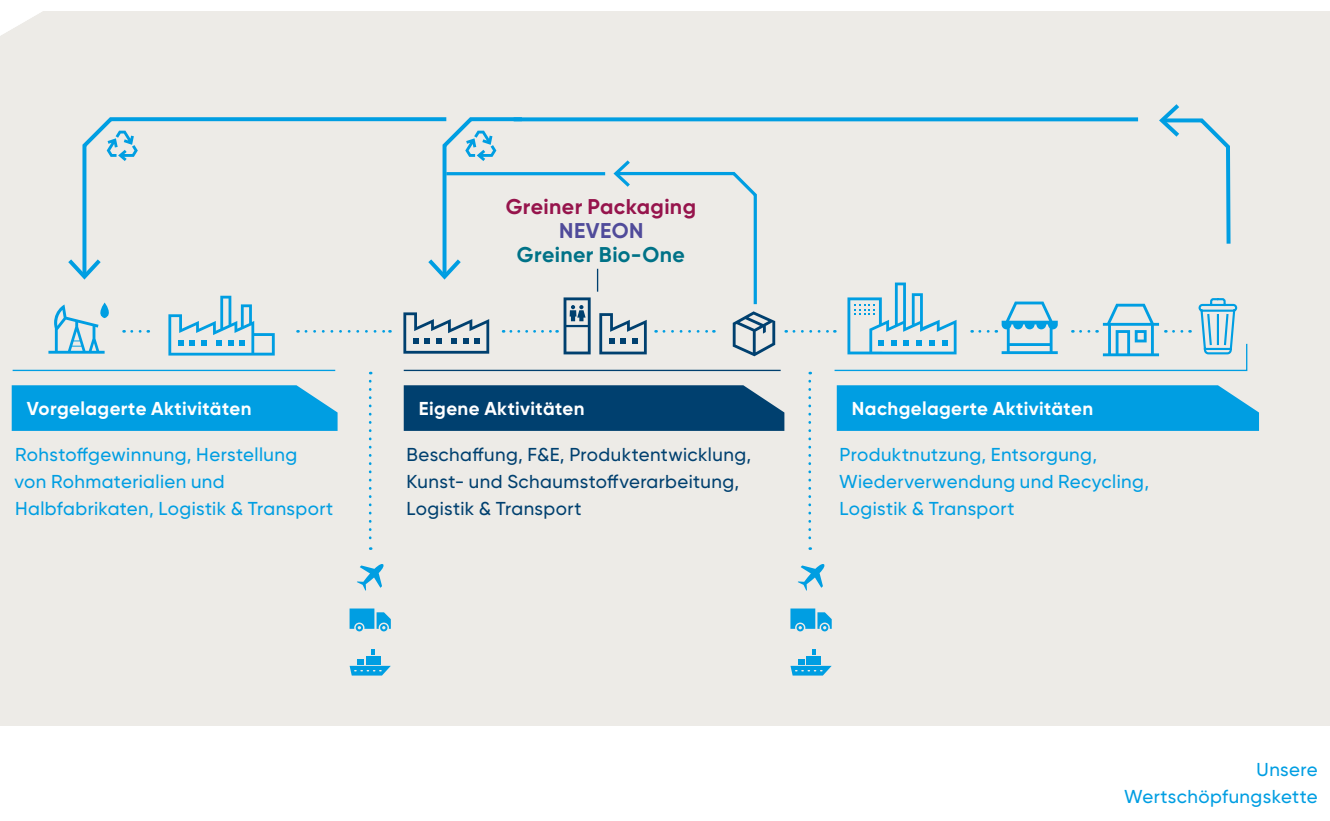 Greiner Packaging
NEVEON
Greiner Bio-One
Vorgelagerte Aktivitäten
Rohstoffgewinnung, Herstellung
von Rohmaterialien und
Halbfabrikaten, Logistik & Transport
Eigene Aktivitäten
Beschaffung, F&E, Produktentwicklung,
Kunst- und Schaumstoffverarbeitung,
Logistik & Transport
Nachgelagerte Aktivitäten
Produktnutzung, Entsorgung,
Wiederverwendung und Recycling,
Logistik & Transport
Unsere
Wertschöpfungskette